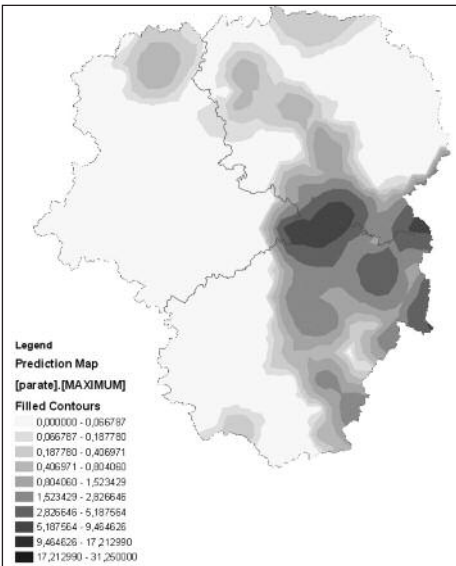 Legend
Prediction Map
[parate].[MAXIMUM]
Filled Contours
0,000000 - 0,066787
0,066787 - 0,187780
0,187780 - 0,406971
0,406971 - 0,804060
0,804060 - 1,523429
1,523429 - 2,826646
2,826646 - 5,187564
5,187564 - 9,464626
9,464626 - 17,212990
17,212990 - 31,250000